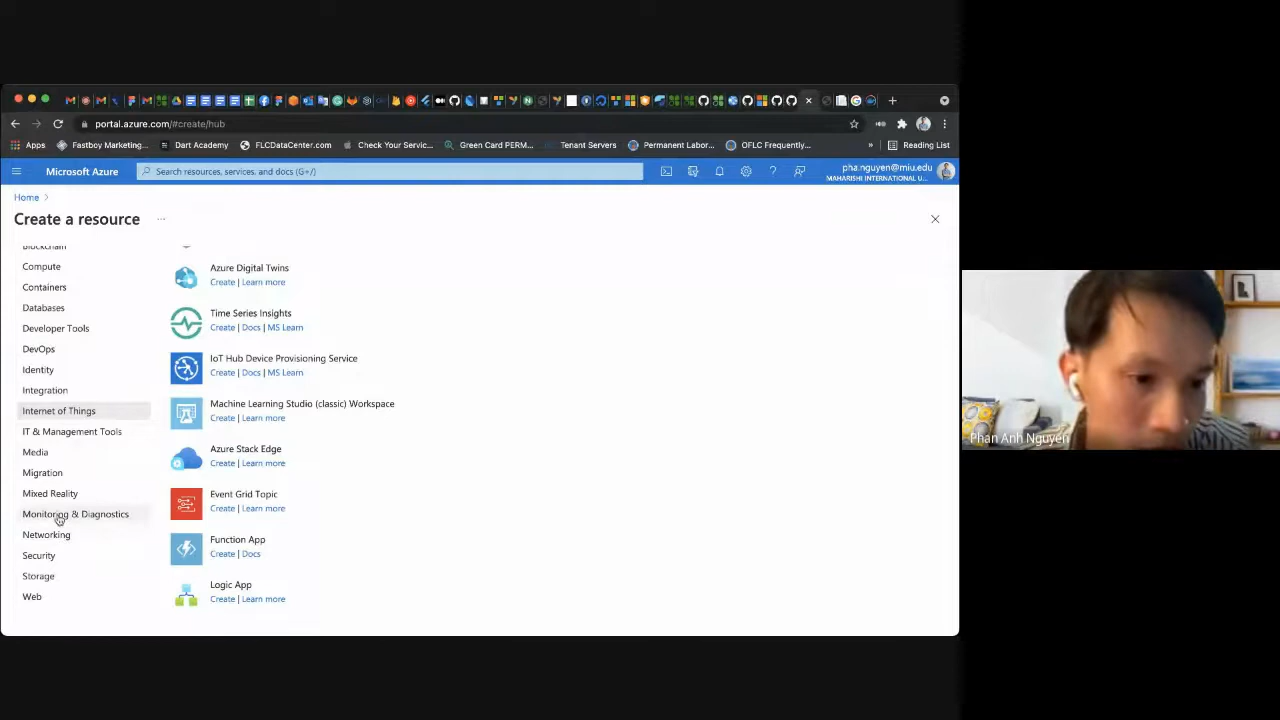 portal.azure.com/#create/hub
Apps Fastboy Marketing... Dart Academy FLCDataCenter.com Check Your Servic... Green Card PERM... Tenant Servers Permanent Labor... OFLC Frequently... » Reading List
Microsoft Azure Search resources, services, and docs (G+/) pha.nguyen@miu.edu
MAHARISHI INTERNATIONAL U...
Home >
Create a resource ...
Blockchain
Compute
Containers
Databases
Developer Tools
DevOps
Identity
Integration
Internet of Things
IT & Management Tools
Media
Migration
Mixed Reality
Monitoring & Diagnostics
Networking
Security
Storage
Web
Azure Digital Twins
Create | Learn more
Time Series Insights
Create | Docs | MS Learn
IoT Hub Device Provisioning Service
Create | Docs | MS Learn
Machine Learning Studio (classic) Workspace
Create | Learn more
Azure Stack Edge
Create | Learn more
Event Grid Topic
Create | Learn more
Function App
Create | Docs
Logic App
Create | Learn more
Phan Anh Nguyen